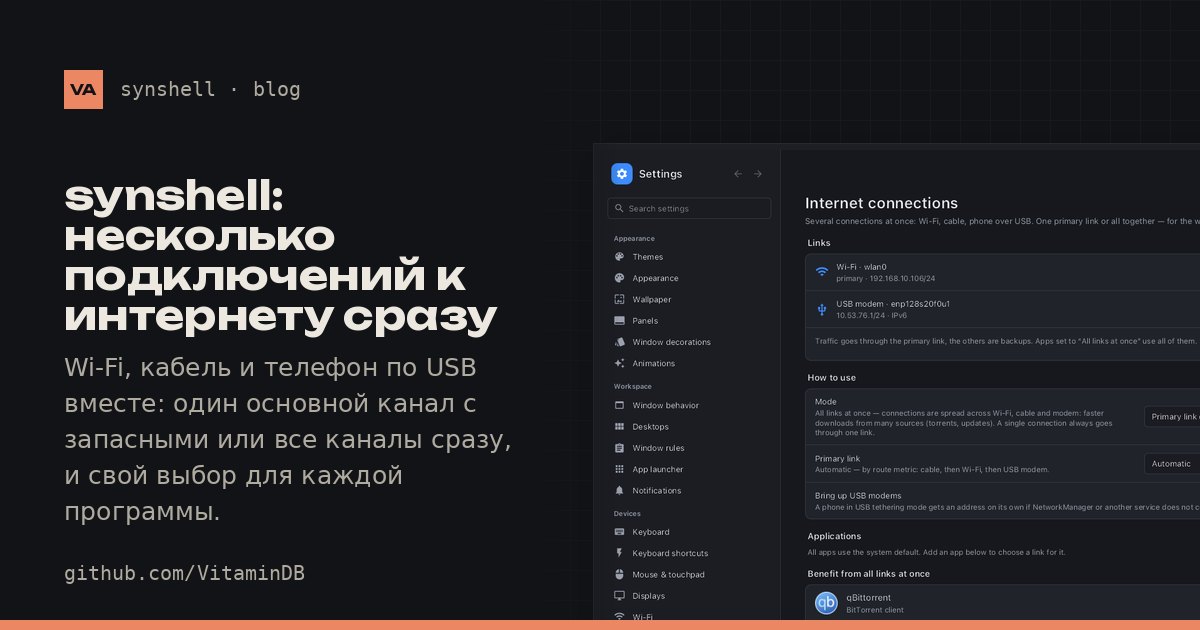 VA
synshell · blog
synshell:
несколько
подключений к
интернету сразу
Wi-Fi, кабель и телефон по USB
вместе: один основной канал с
запасными или все каналы сразу,
и свой выбор для каждой
программы.
github.com/VitaminDB
Settings
Search settings
Appearance
Themes
Appearance
Wallpaper
Panels
Window decorations
Animations
Workspace
Window behavior
Desktops
Window rules
App launcher
Notifications
Devices
Keyboard
Keyboard shortcuts
Mouse & touchpad
Displays
Wi-Fi
Internet connections
Several connections at once: Wi-Fi, cable, phone over USB. One primary link or all together — for the w
Links
Wi-Fi · wlan0
primary · 192.168.10.106/24
USB modem · enp128s20f0u1
10.53.76.1/24 · IPv6
Traffic goes through the primary link, the others are backups. Apps set to "All links at once" use all of them.
How to use
Mode
All links at once — connections are spread across Wi-Fi, cable and modem: faster
downloads from many sources (torrents, updates). A single connection always goes
through one link.
Primary link
Primary link
Automatic — by route metric: cable, then Wi-Fi, then USB modem.
Automatic
Bring up USB modems
A phone in USB tethering mode gets an address on its own if NetworkManager or another service does not c
Applications
All apps use the system default. Add an app below to choose a link for it.
Benefit from all links at once
qb
qBittorrent
BitTorrent client